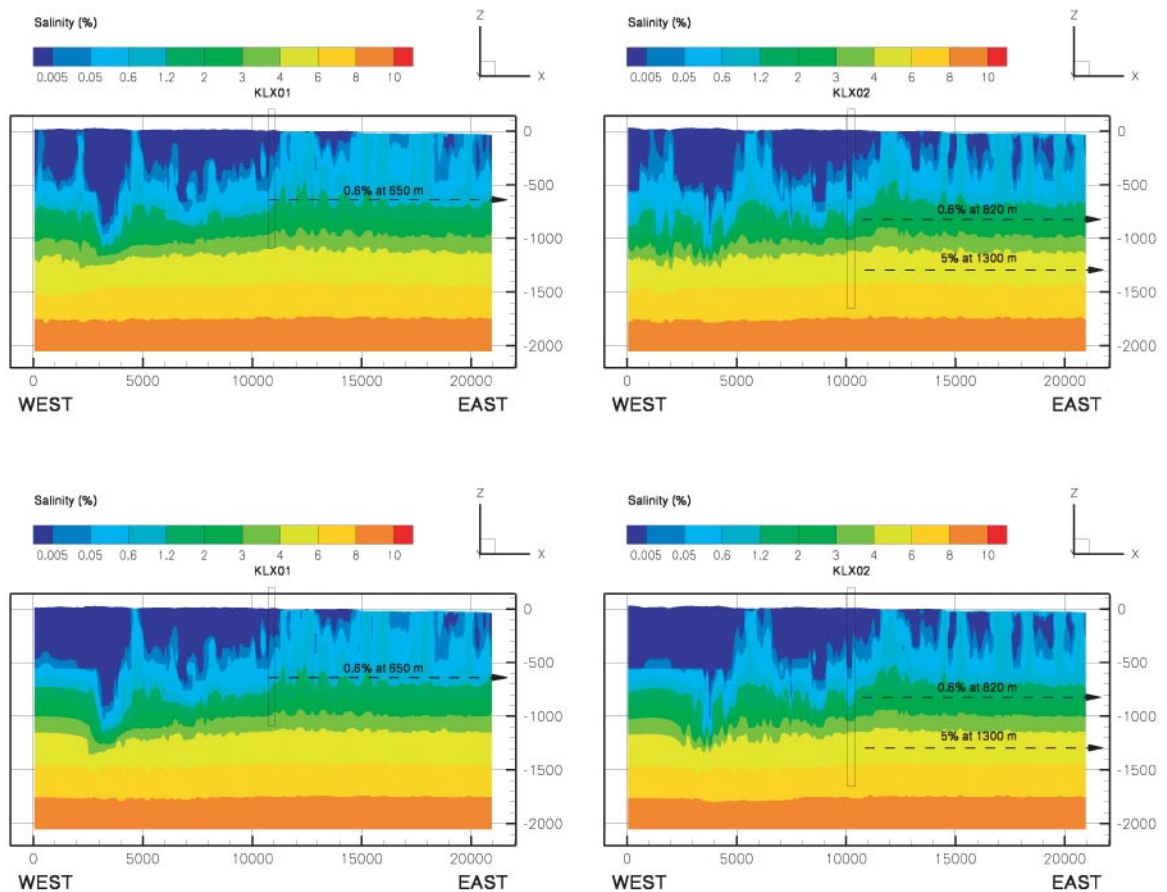 Salinity (%)
Z
X
0.005 0.05 0.6 1.2 2 3 4 6 8 10
KLX01
0
-500
0.6% at 650 m
-1000
-1500
-2000
0 5000 10000 15000 20000
WEST EAST
Salinity (%)
Z
X
0.005 0.05 0.6 1.2 2 3 4 6 8 10
KLX02
0
-500
0.6% at 820 m
-1000
5% at 1300 m
-1500
-2000
0 5000 10000 15000 20000
WEST EAST
Salinity (%)
Z
X
0.005 0.05 0.6 1.2 2 3 4 6 8 10
KLX01
0
-500
0.6% at 650 m
-1000
-1500
-2000
0 5000 10000 15000 20000
WEST EAST
Salinity (%)
Z
X
0.005 0.05 0.6 1.2 2 3 4 6 8 10
KLX02
0
-500
0.6% at 820 m
-1000
5% at 1300 m
-1500
-2000
0 5000 10000 15000 20000
WEST EAST